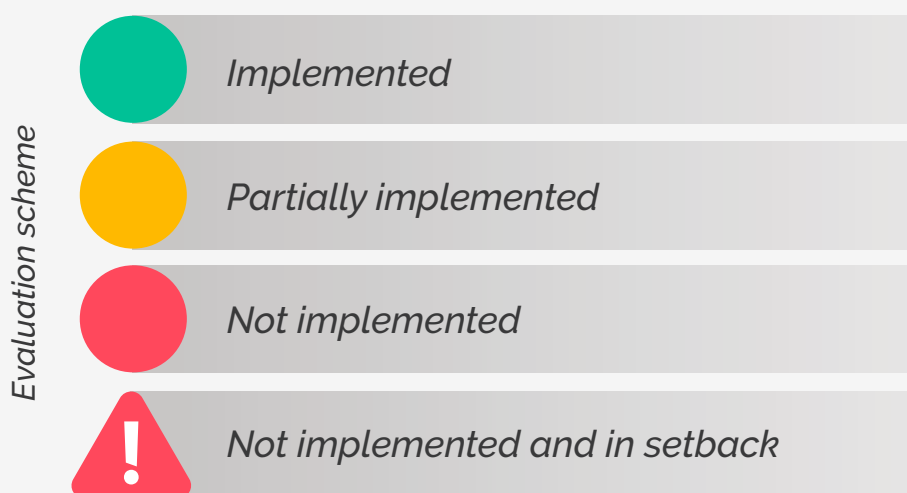 Evaluation scheme
Implemented
Partially implemented
Not implemented
!
Not implemented and in setback